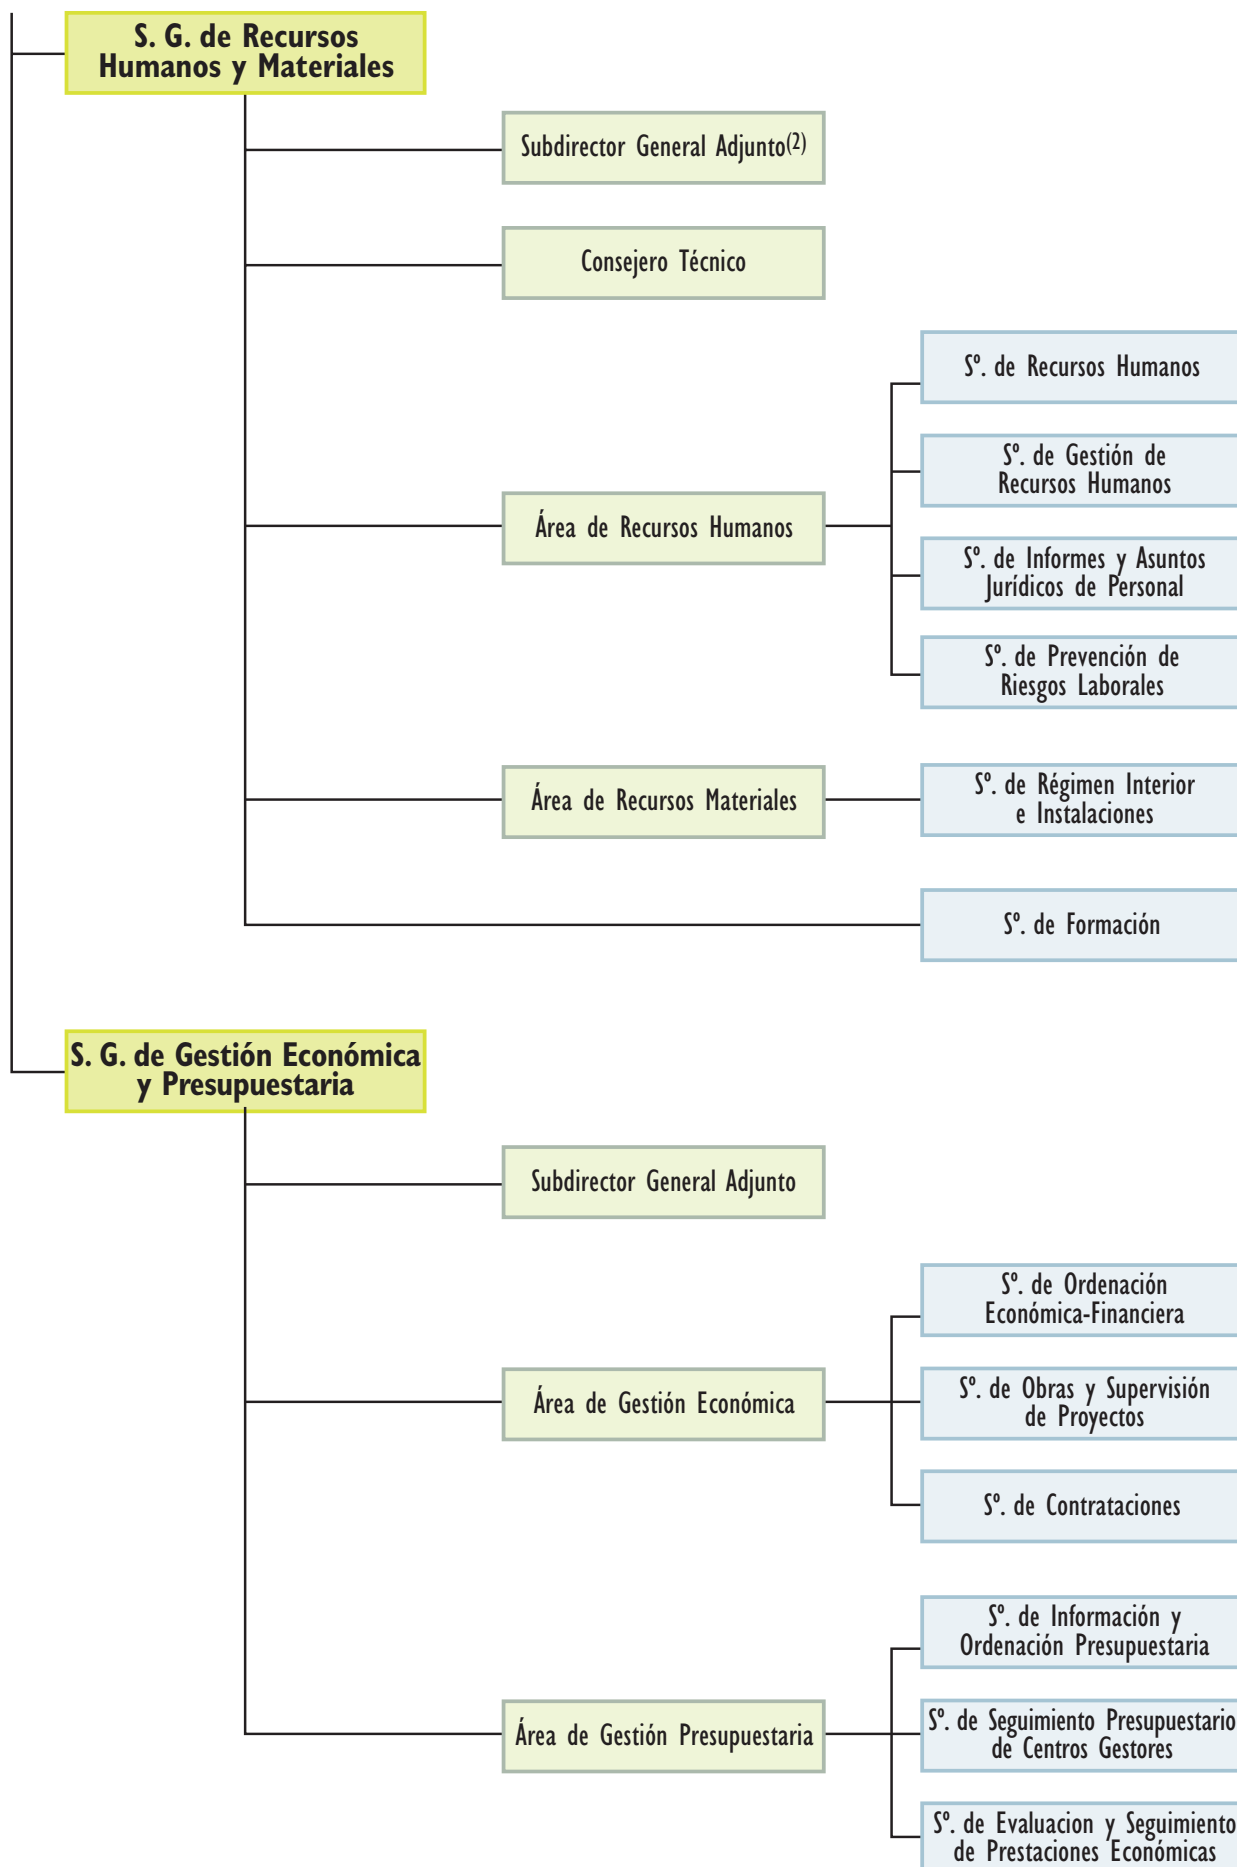 S. G. de Recursos
Humanos y Materiales
Subdirector General Adjunto(2)
Consejero Técnico
Sº. de Recursos Humanos
Sº. de Gestión de
Recursos Humanos
Área de Recursos Humanos
Sº. de Informes y Asuntos
Jurídicos de Personal
Sº. de Prevención de
Riesgos Laborales
Área de Recursos Materiales
Sº. de Régimen Interior
e Instalaciones
Sº. de Formación
S. G. de Gestión Económica
y Presupuestaria
Subdirector General Adjunto
Sº. de Ordenación
Económica-Financiera
Área de Gestión Económica
Sº. de Obras y Supervisión
de Proyectos
Sº. de Contrataciones
Sº. de Información y
Ordenación Presupuestaria
Área de Gestión Presupuestaria
Sº. de Seguimiento Presupuestario
de Centros Gestores
Sº. de Evaluacion y Seguimiento
de Prestaciones Económicas